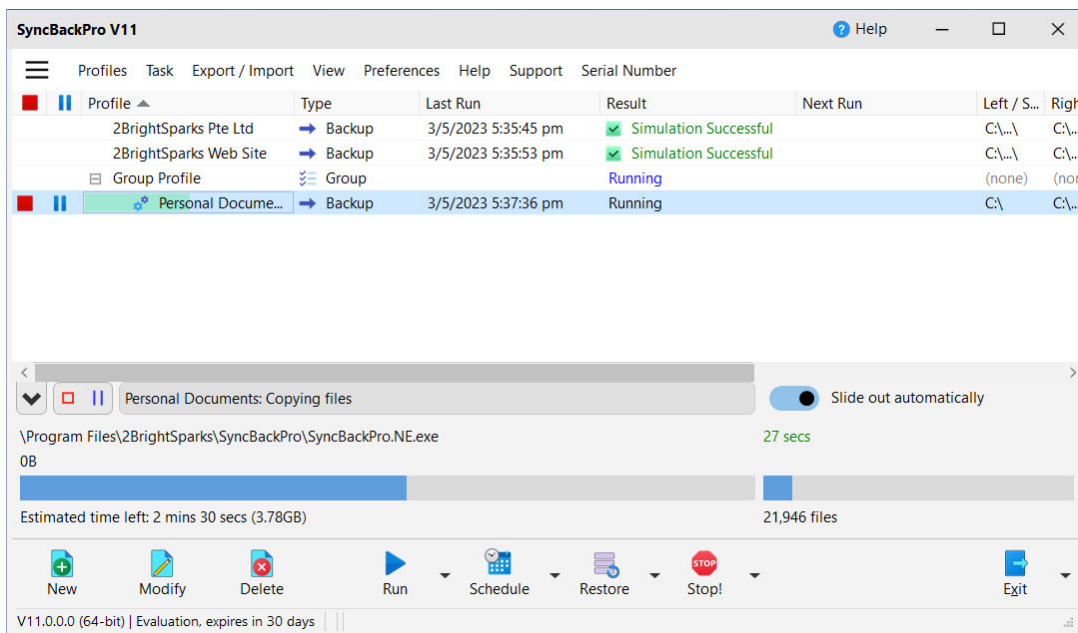 SyncBackPro V11 Help
Profiles Task Export / Import View Preferences Help Support Serial Number
Profile Type Last Run Result Next Run Left / S... Righ
2BrightSparks Pte Ltd Backup 3/5/2023 5:35:45 pm Simulation Successful C:\...\ C:\..
2BrightSparks Web Site Backup 3/5/2023 5:35:53 pm Simulation Successful C:\...\ C:\..
Group Profile Group Running (none) (nor
Personal Docume... Backup 3/5/2023 5:37:36 pm Running C:\ C:\..
Personal Documents: Copying files Slide out automatically
\Program Files\2BrightSparks\SyncBackPro\SyncBackPro.NE.exe 27 secs
0B
Estimated time left: 2 mins 30 secs (3.78GB) 21,946 files
STOP
New Modify Delete Run Schedule Restore Stop! Exit
V11.0.0.0 (64-bit) | Evaluation, expires in 30 days